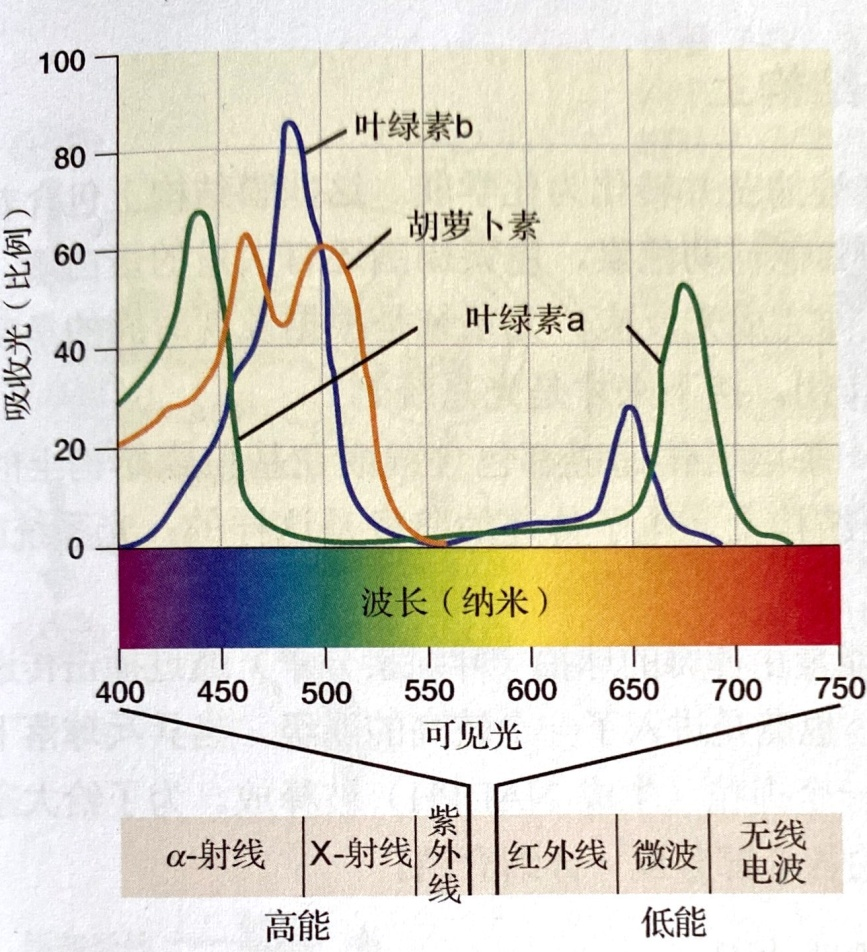 100
80
60
40
20
0
吸收光（比例）
叶绿素b
胡萝卜素
叶绿素a
波长（纳米）
400 450 500 550 600 650 700 750
可见光
α-射线 X-射线 紫外线 红外线 微波 无线电波
高能 低能